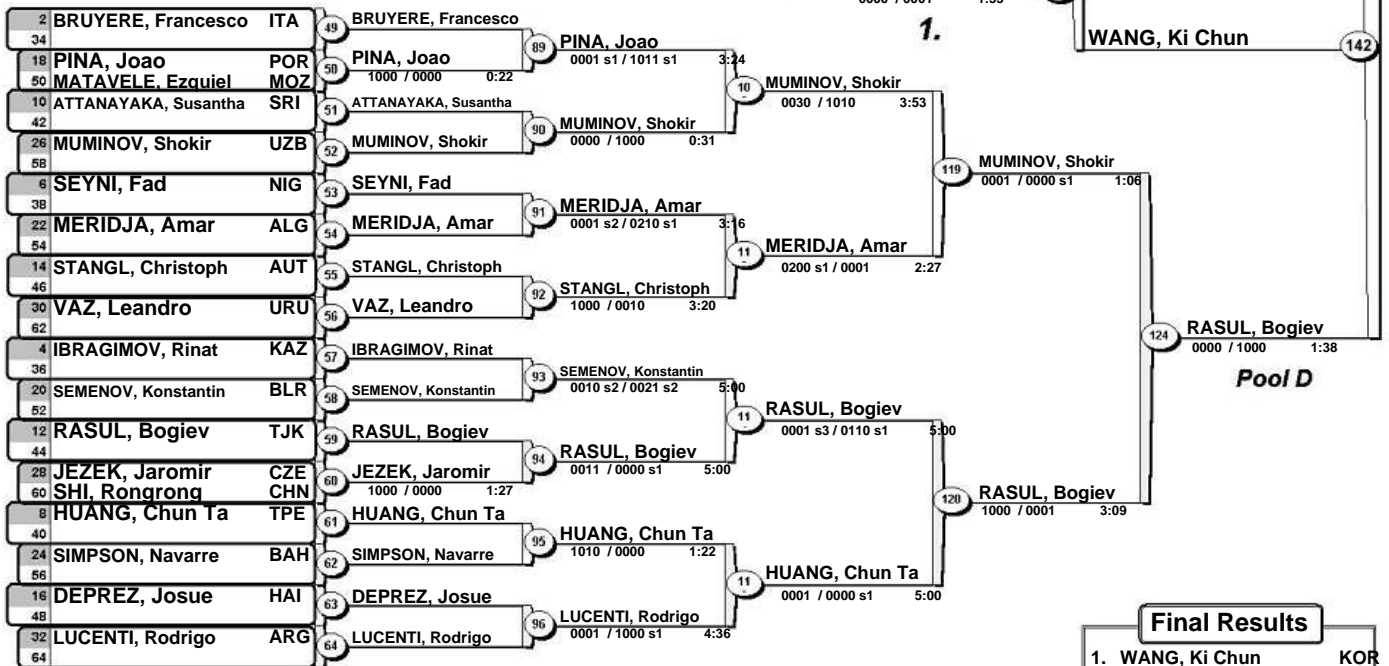 2 BRUYERE, Francesco ITA
34
18 PINA, Joao POR
50 MATAVELE, Ezquiel MOZ
10 ATTANAYAKA, Susantha SRI
42
26 MUMINOV, Shokir UZB
58
6 SEYNI, Fad NIG
38
22 MERIDJA, Amar ALG
54
14 STANGL, Christoph AUT
46
30 VAZ, Leandro URU
62
4 IBRAGIMOV, Rinat KAZ
36
20 SEMENOV, Konstantin BLR
52
12 RASUL, Bogiev TJK
44
28 JEZEK, Jaromir CZE
60 SHI, Rongrong CHN
8 HUANG, Chun Ta TPE
40
24 SIMPSON, Navarre BAH
56
16 DEPREZ, Josue HAI
48
32 LUCENTI, Rodrigo ARG
64
49 BRUYERE, Francesco
50 PINA, Joao
1000 / 0000 0:22
51 ATTANAYAKA, Susantha
52 MUMINOV, Shokir
53 SEYNI, Fad
54 MERIDJA, Amar
55 STANGL, Christoph
56 VAZ, Leandro
57 IBRAGIMOV, Rinat
58 SEMENOV, Konstantin
59 RASUL, Bogiev
60 JEZEK, Jaromir
1000 / 0000 1:27
61 HUANG, Chun Ta
62 SIMPSON, Navarre
63 DEPREZ, Josue
64 LUCENTI, Rodrigo
89 PINA, Joao
0001 s1 / 1011 s1 3:24
90 MUMINOV, Shokir
0000 / 1000 0:31
91 MERIDJA, Amar
0001 s2 / 0210 s1 3:16
92 STANGL, Christoph
1000 / 0010 3:20
93 SEMENOV, Konstantin
0010 s2 / 0021 s2 5:00
94 RASUL, Bogiev
0011 / 0000 s1 5:00
95 HUANG, Chun Ta
1010 / 0000 1:22
96 LUCENTI, Rodrigo
0001 / 1000 s1 4:36
10 MUMINOV, Shokir
0030 / 1010 3:53
11 MERIDJA, Amar
0200 s1 / 0001 2:27
11 RASUL, Bogiev
0001 s3 / 0110 s1 5:00
11 HUANG, Chun Ta
0001 / 0000 s1 5:00
119 MUMINOV, Shokir
0001 / 0000 s1 1:06
120 RASUL, Bogiev
1000 / 0001 3:09
124 RASUL, Bogiev
0000 / 1000 1:38
Pool D
1.
WANG, Ki Chun
142
Final Results
1. WANG, Ki Chun KOR